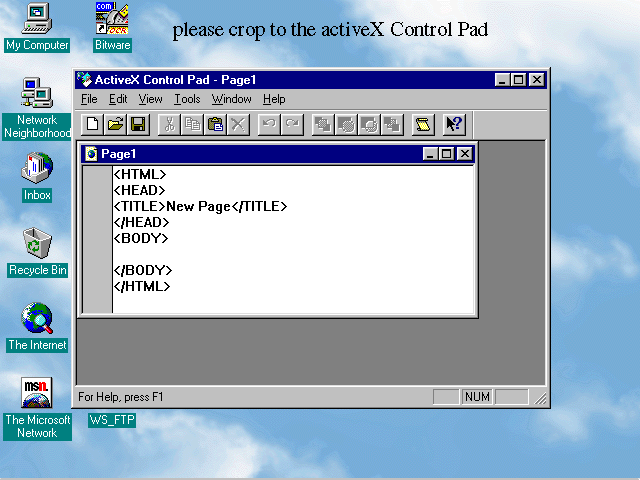 please crop to the activeX Control Pad
My Computer
com
OCR
Bitware
Network
Neighborhood
Inbox
Recycle Bin
The Internet
msn.
The Microsoft
Network
WS_FTP
ActiveX Control Pad - Page1
File Edit View Tools Window Help
Page1
<HTML>
<HEAD>
<TITLE>New Page</TITLE>
</HEAD>
<BODY>
</BODY>
</HTML>
For Help, press F1
NUM